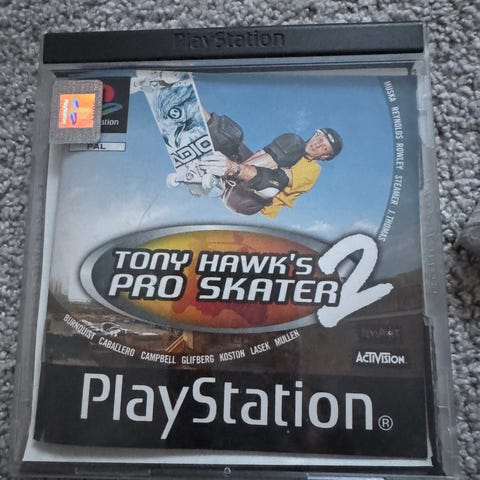 PlayStation
PlayStation
PAL
MUSKA REYNOLDS ROWLEY STEAMER J.THOMAS
TONY HAWK'S
PRO SKATER 2
BURNQUIST CABALLERO CAMPBELL GLIFBERG KOSTON LASEK MULLEN
ACTIVISION
PlayStation®